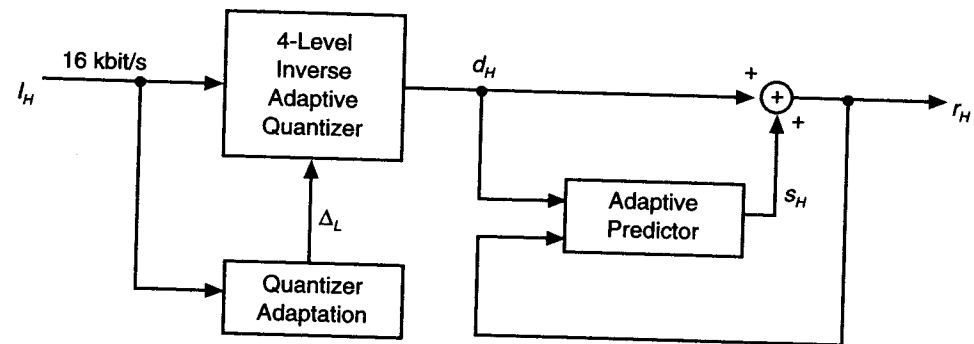 16 kbit/s
I_H
4-Level
Inverse
Adaptive
Quantizer
d_H
+
+
+
r_H
Adaptive
Predictor
s_H
Δ_L
Quantizer
Adaptation